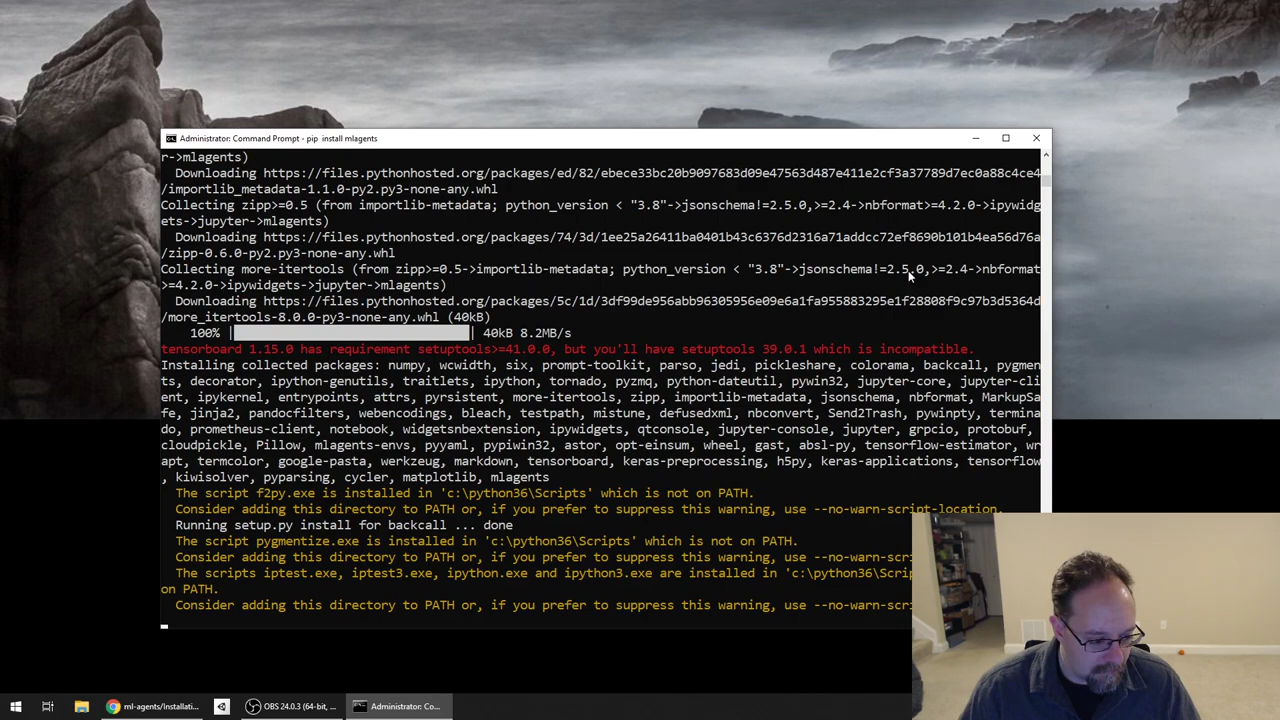 Administrator: Command Prompt - pip  install mlagents
r->mlagents)
  Downloading https://files.pythonhosted.org/packages/ed/82/ebece33bc20b9097683d09e47563d487e411e2cf3a37789d7ec0a88c4ce4
/importlib_metadata-1.1.0-py2.py3-none-any.whl
Collecting zipp>=0.5 (from importlib-metadata; python_version < "3.8"->jsonschema!=2.5.0,>=2.4->nbformat>=4.2.0->ipywidg
ets->jupyter->mlagents)
  Downloading https://files.pythonhosted.org/packages/74/3d/1ee25a26411ba0401b43c6376d2316a71addcc72ef8690b101b4ea56d76a
/zipp-0.6.0-py2.py3-none-any.whl
Collecting more-itertools (from zipp>=0.5->importlib-metadata; python_version < "3.8"->jsonschema!=2.5.0,>=2.4->nbformat
>=4.2.0->ipywidgets->jupyter->mlagents)
  Downloading https://files.pythonhosted.org/packages/5c/1d/3df99de956abb96305956e09e6a1fa955883295e1f28808f9c97b3d5364d
/more_itertools-8.0.0-py3-none-any.whl (40kB)
    100% | | 40kB 8.2MB/s
tensorboard 1.15.0 has requirement setuptools>=41.0.0, but you'll have setuptools 39.0.1 which is incompatible.
Installing collected packages: numpy, wcwidth, six, prompt-toolkit, parso, jedi, pickleshare, colorama, backcall, pygmen
ts, decorator, ipython-genutils, traitlets, ipython, tornado, pyzmq, python-dateutil, pywin32, jupyter-core, jupyter-cli
ent, ipykernel, entrypoints, attrs, pyrsistent, more-itertools, zipp, importlib-metadata, jsonschema, nbformat, MarkupSa
fe, jinja2, pandocfilters, webencodings, bleach, testpath, mistune, defusedxml, nbconvert, Send2Trash, pywinpty, termina
do, prometheus-client, notebook, widgetsnbextension, ipywidgets, qtconsole, jupyter-console, jupyter, grpcio, protobuf,
cloudpickle, Pillow, mlagents-envs, pyyaml, pypiwin32, astor, opt-einsum, wheel, gast, absl-py, tensorflow-estimator, wr
apt, termcolor, google-pasta, werkzeug, markdown, tensorboard, keras-preprocessing, h5py, keras-applications, tensorflow
, kiwisolver, pyparsing, cycler, matplotlib, mlagents
  The script f2py.exe is installed in 'c:\python36\Scripts' which is not on PATH.
  Consider adding this directory to PATH or, if you prefer to suppress this warning, use --no-warn-script-location.
  Running setup.py install for backcall ... done
  The script pygmentize.exe is installed in 'c:\python36\Scripts' which is not on PATH.
  Consider adding this directory to PATH or, if you prefer to suppress this warning, use --no-warn-scri
  The scripts iptest.exe, iptest3.exe, ipython.exe and ipython3.exe are installed in 'c:\python36\Scrip
on PATH.
  Consider adding this directory to PATH or, if you prefer to suppress this warning, use --no-warn-scri
ml-agents/Installati...
OBS 24.0.3 (64-bit, ...
Administrator: Co...